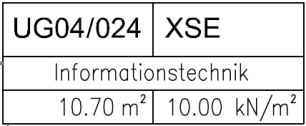 UG04/024 XSE
Informationstechnik
10.70 m² 10.00 kN/m²